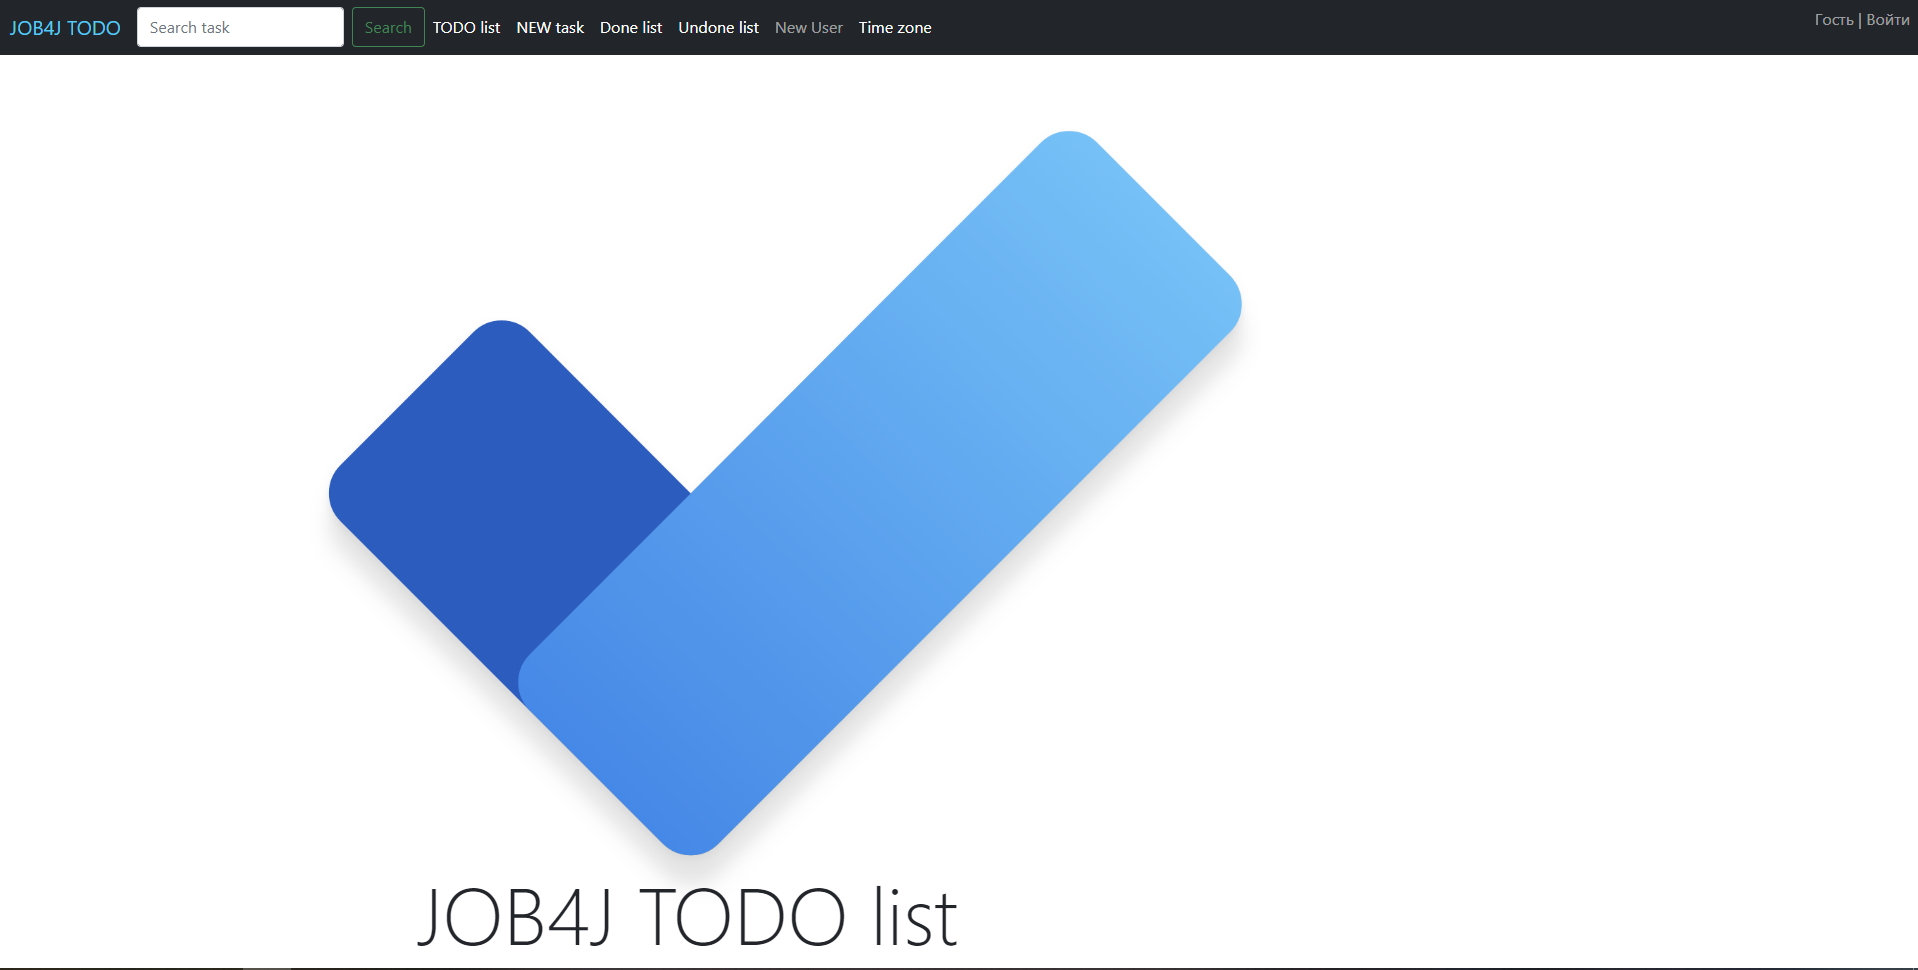 JOB4J TODO Search task Search TODO list NEW task Done list Undone list New User Time zone Гость | Войти
JOB4J TODO list